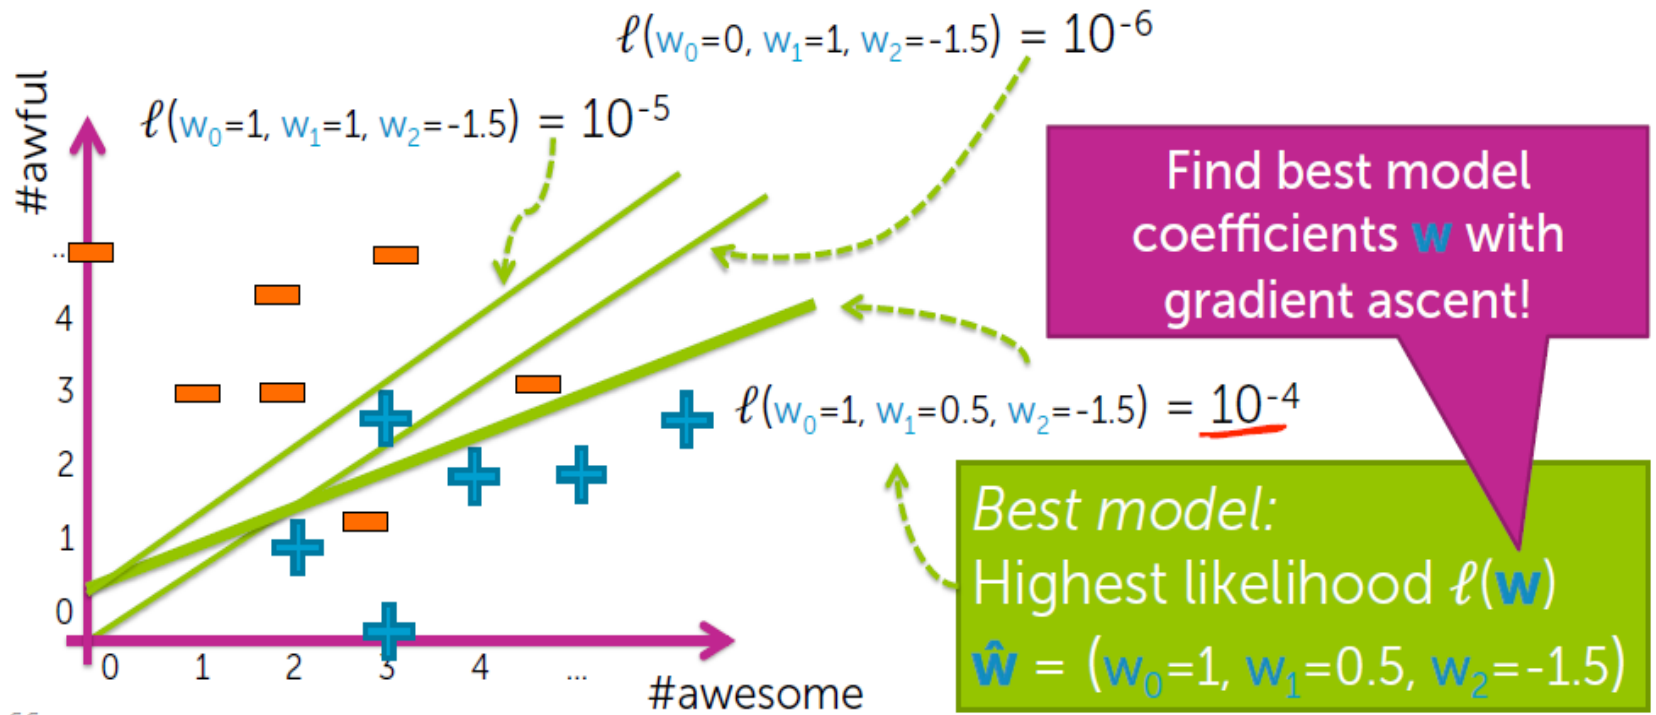 ℓ(w₀=0, w₁=1, w₂=-1.5) = 10⁻⁶
ℓ(w₀=1, w₁=1, w₂=-1.5) = 10⁻⁵
#awful
..
4
3
2
1
0
0 1 2 3 4 ...
#awesome
Find best model
coefficients w with
gradient ascent!
ℓ(w₀=1, w₁=0.5, w₂=-1.5) = 10⁻⁴
Best model:
Highest likelihood ℓ(w)
ŵ = (w₀=1, w₁=0.5, w₂=-1.5)